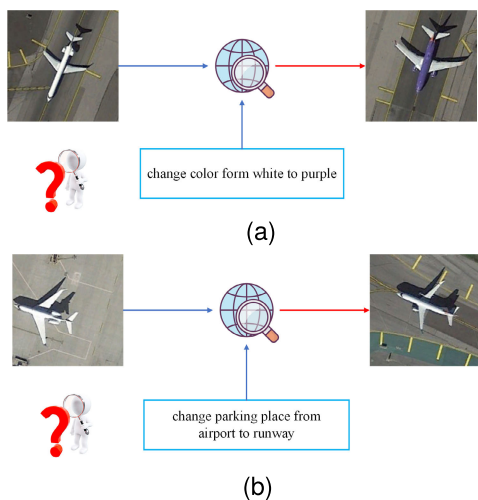 change color form white to purple
(a)
change parking place from
airport to runway
(b)